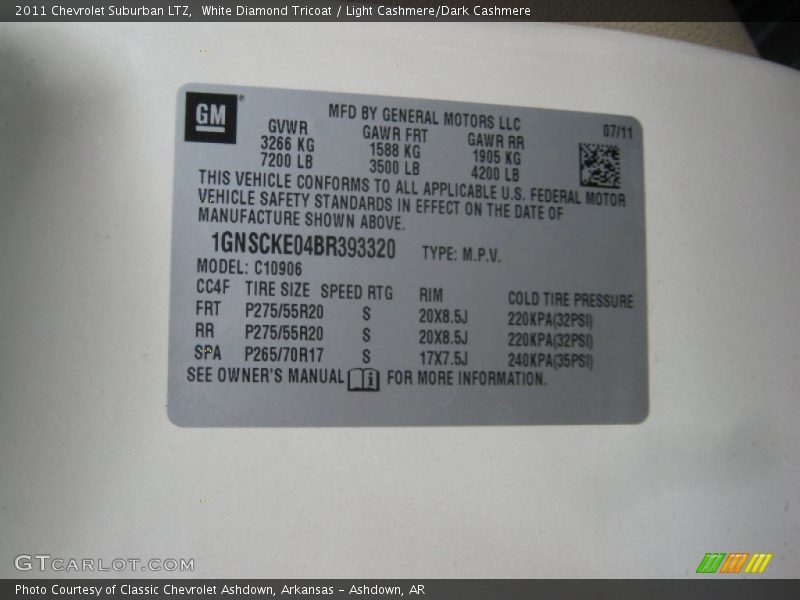 2011 Chevrolet Suburban LTZ, White Diamond Tricoat / Light Cashmere/Dark Cashmere
GM®
MFD BY GENERAL MOTORS LLC 07/11
GVWR GAWR FRT GAWR RR
3266 KG 1588 KG 1905 KG
7200 LB 3500 LB 4200 LB
THIS VEHICLE CONFORMS TO ALL APPLICABLE U.S. FEDERAL MOTOR
VEHICLE SAFETY STANDARDS IN EFFECT ON THE DATE OF
MANUFACTURE SHOWN ABOVE.
1GNSCKE04BR393320 TYPE: M.P.V.
MODEL: C10906
CC4F TIRE SIZE SPEED RTG RIM COLD TIRE PRESSURE
FRT P275/55R20 S 20X8.5J 220KPA(32PSI)
RR P275/55R20 S 20X8.5J 220KPA(32PSI)
SPA P265/70R17 S 17X7.5J 240KPA(35PSI)
SEE OWNER'S MANUAL i FOR MORE INFORMATION.
GTCARLOT.COM
Photo Courtesy of Classic Chevrolet Ashdown, Arkansas - Ashdown, AR